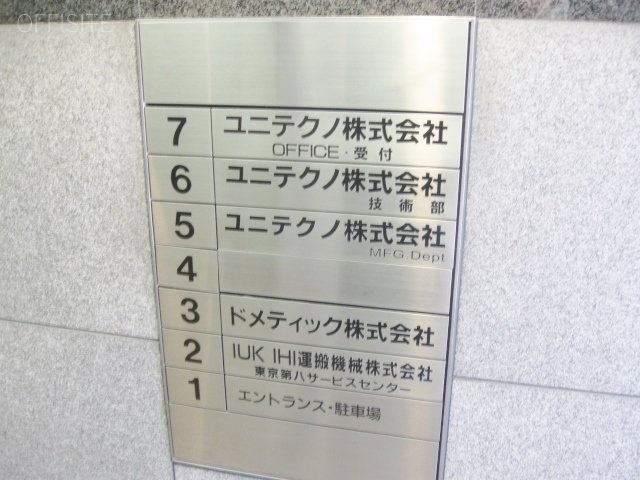 OFFISITE
7 ユニテクノ株式会社
OFFICE・受付
6 ユニテクノ株式会社
技術部
5 ユニテクノ株式会社
MFG.Dept
4
3 ドメティック株式会社
2 IUK IHI運搬機械株式会社
東京第八サービスセンター
1 エントランス・駐車場